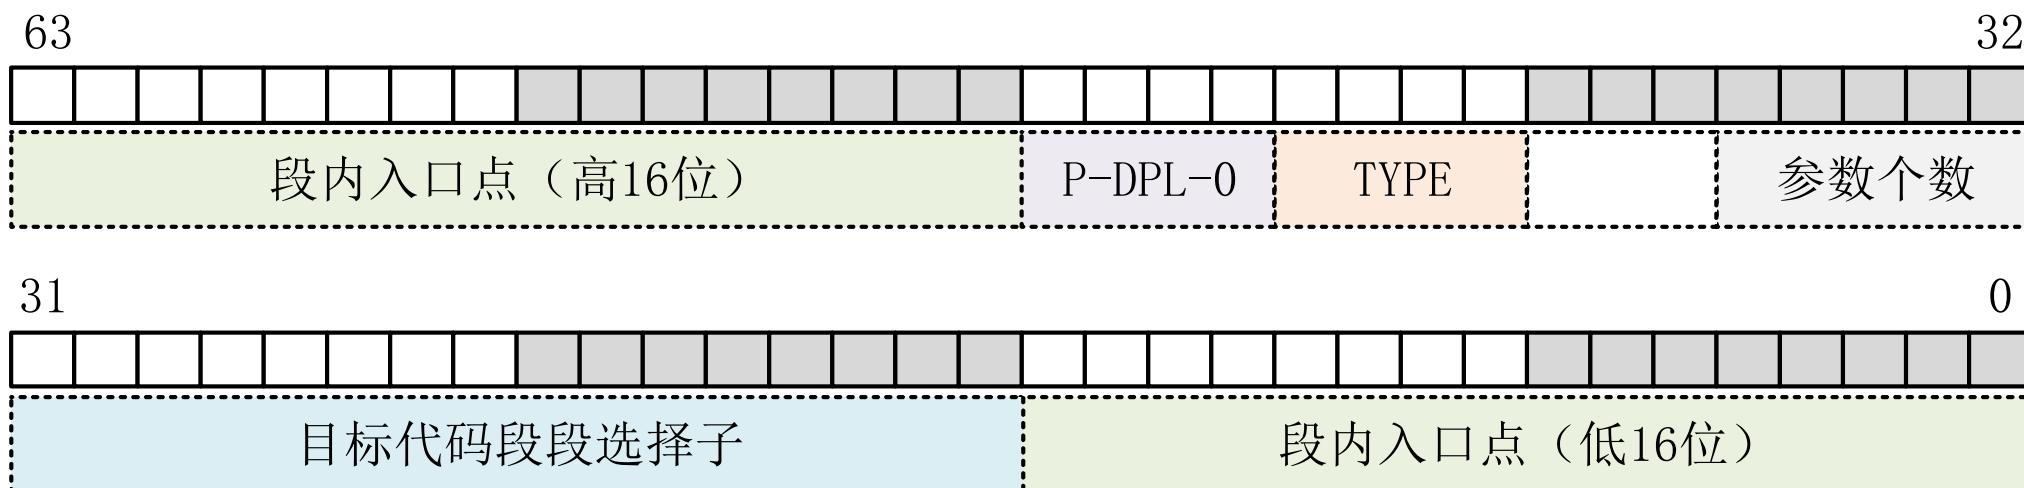 63 32
段内入口点（高16位） P-DPL-0 TYPE 参数个数
31 0
目标代码段段选择子 段内入口点（低16位）